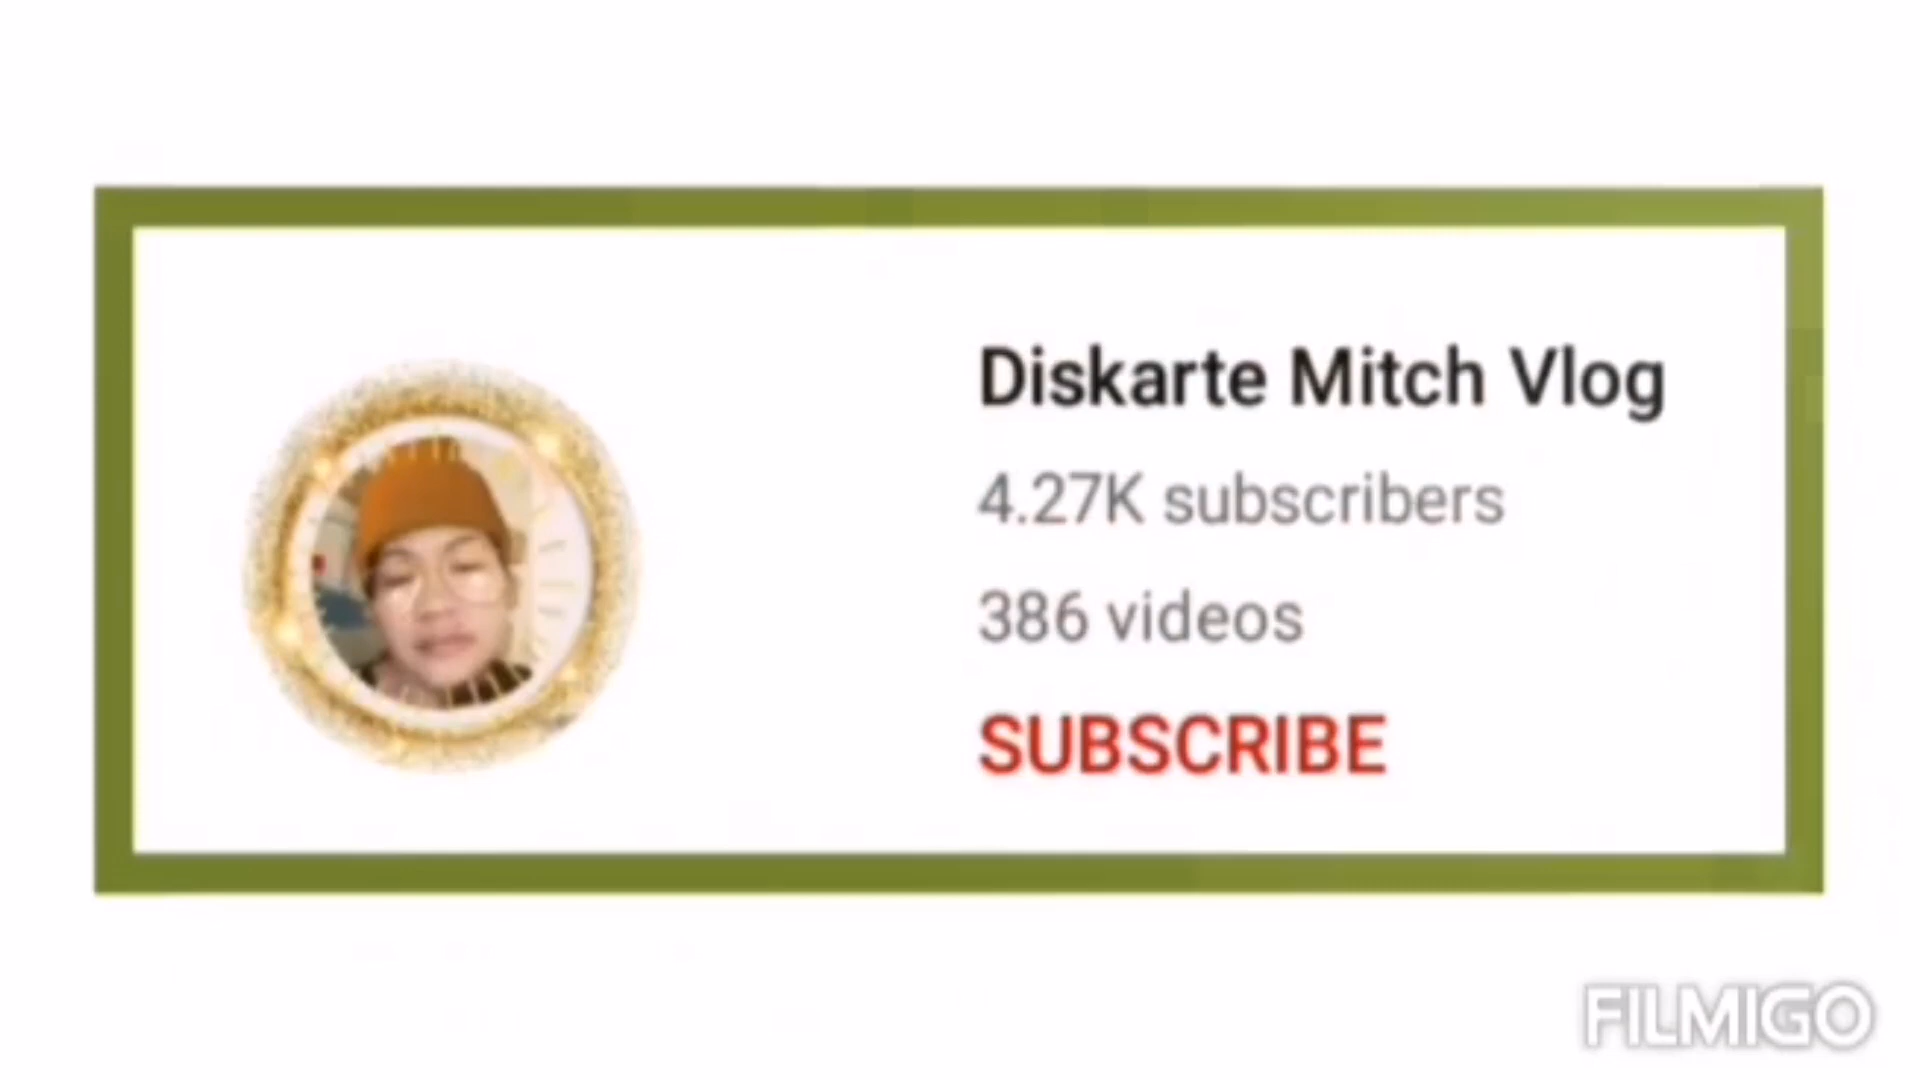 Diskarte Mitch Vlog
4.27K subscribers
386 videos
SUBSCRIBE
FILMIGO